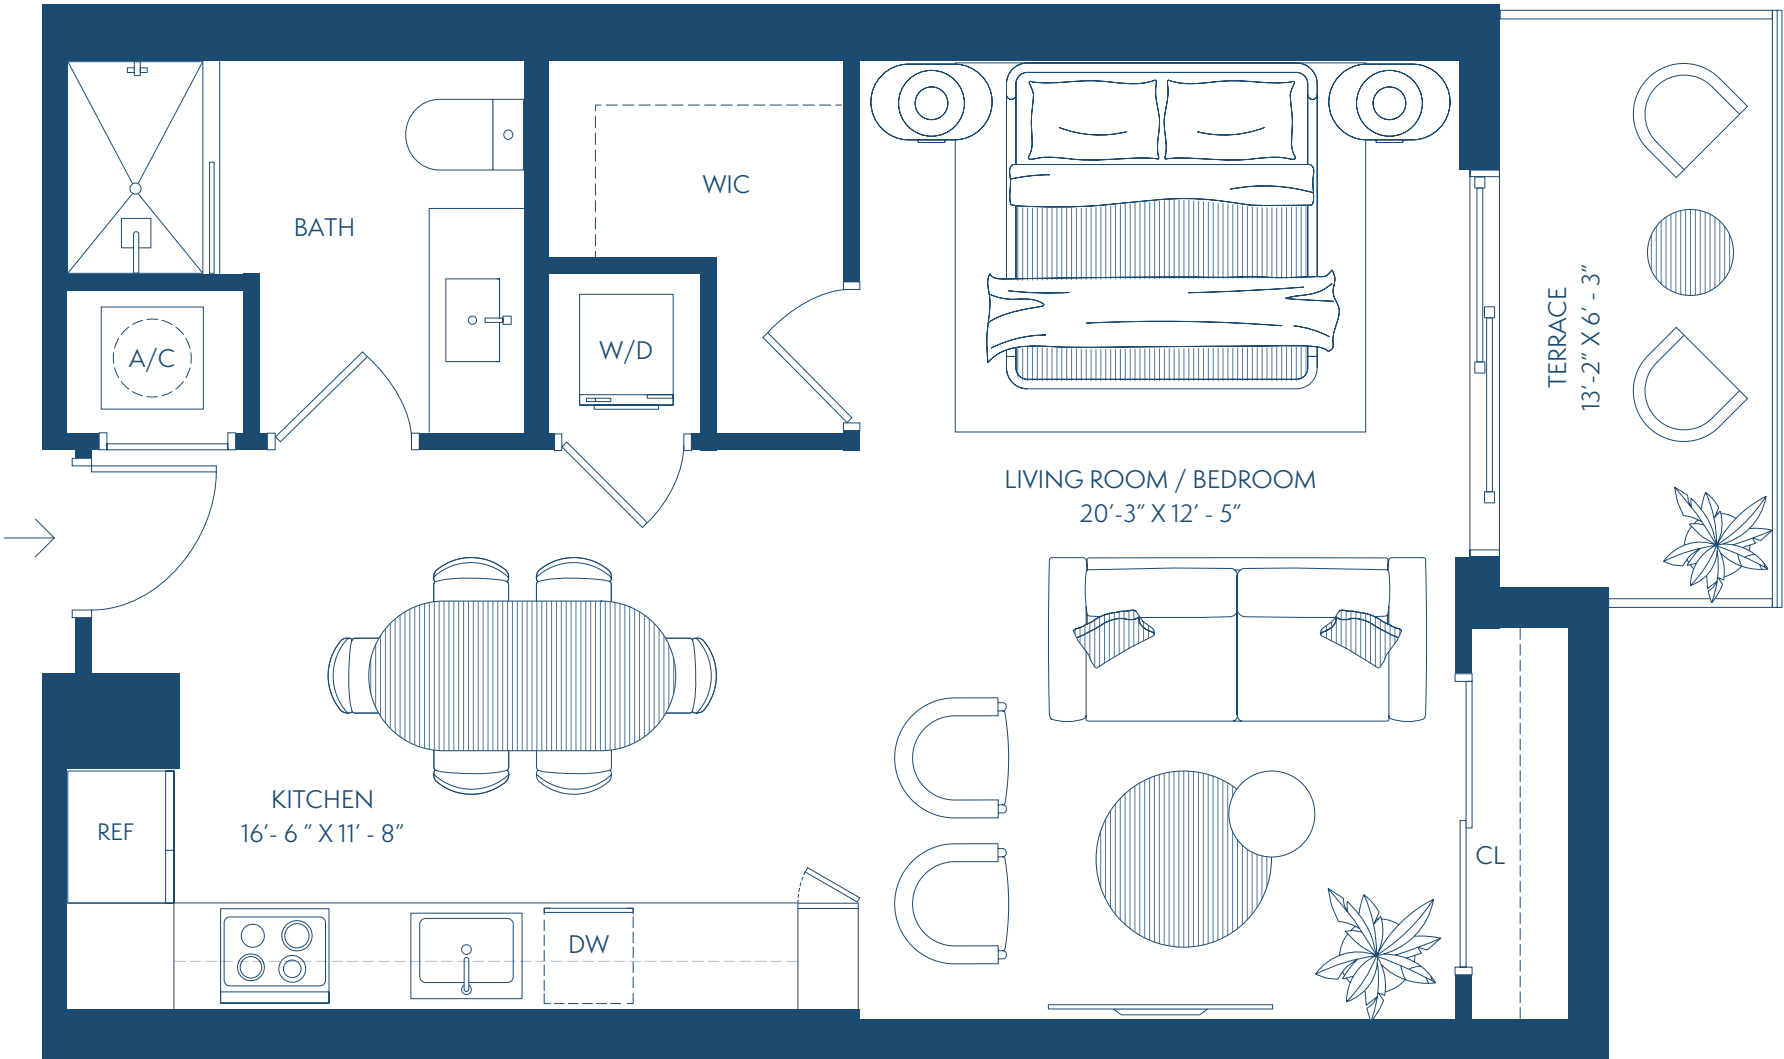 WIC
BATH
A/C
W/D
TERRACE
13'-2” X 6' - 3”
LIVING ROOM / BEDROOM
20'-3” X 12' - 5”
KITCHEN
16'- 6 ” X 11' - 8”
REF
CL
DW